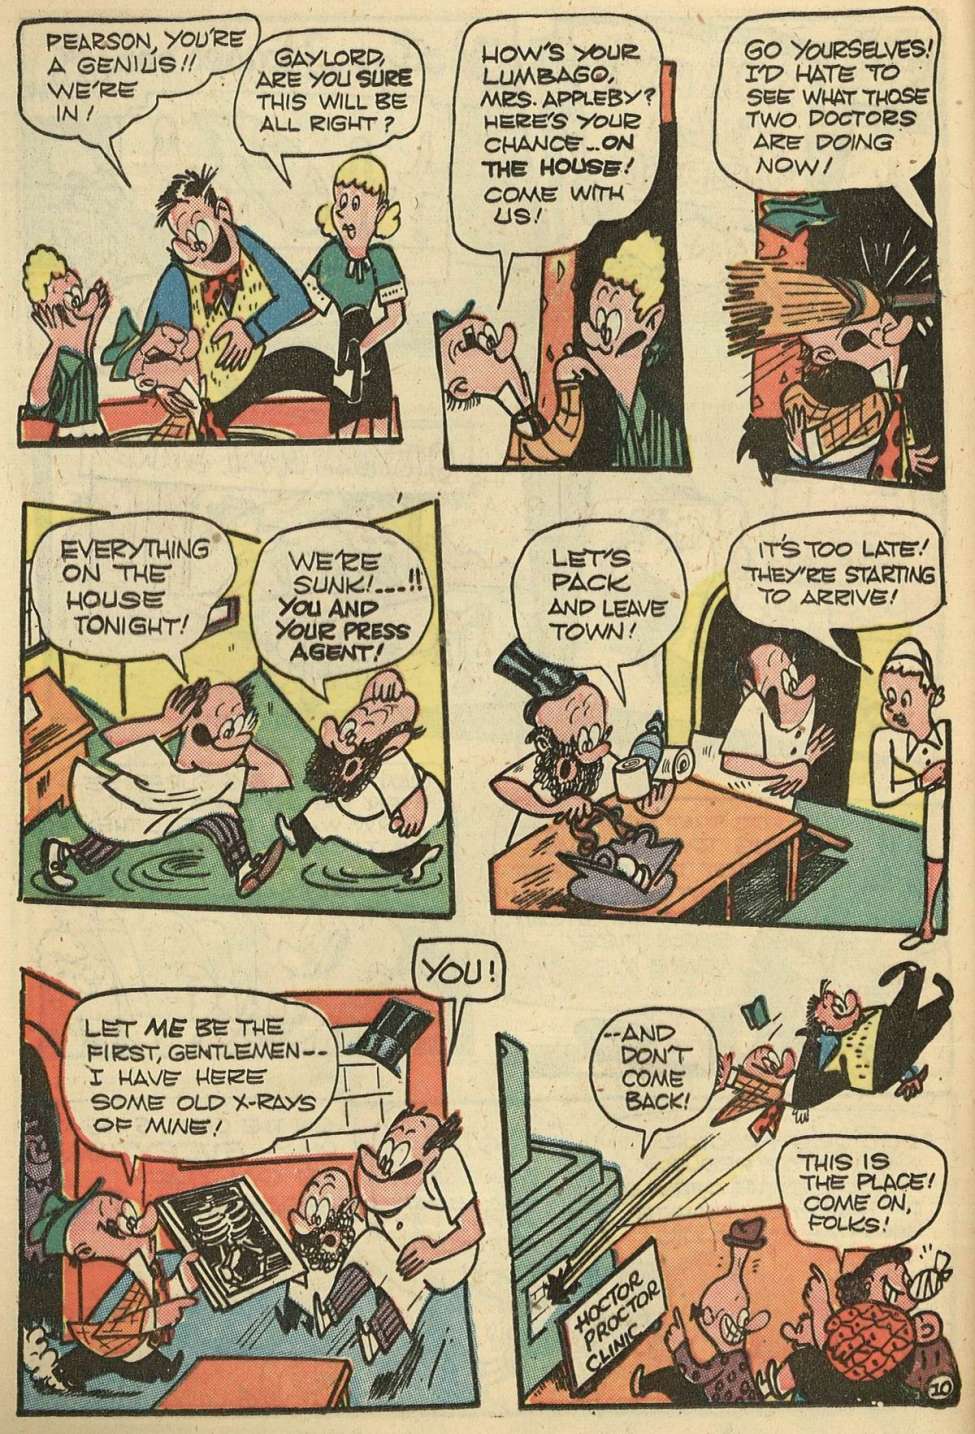 PEARSON, YOU'RE
A GENIUS!!
WE'RE
IN!
GAYLORD,
ARE YOU SURE
THIS WILL BE
ALL RIGHT?
HOW'S YOUR
LUMBAGO,
MRS. APPLEBY?
HERE'S YOUR
CHANCE...ON
THE HOUSE!
COME WITH
US!
GO YOURSELVES!
I'D HATE TO
SEE WHAT THOSE
TWO DOCTORS
ARE DOING
NOW!
EVERYTHING
ON THE
HOUSE
TONIGHT!
WE'RE
SUNK!....!!
YOU AND
YOUR PRESS
AGENT!
LET'S
PACK
AND LEAVE
TOWN!
IT'S TOO LATE!
THEY'RE STARTING
TO ARRIVE!
LET ME BE THE
FIRST, GENTLEMEN--
I HAVE HERE
SOME OLD X-RAYS
OF MINE!
YOU!
--AND
DON'T
COME
BACK!
THIS IS
THE PLACE!
COME ON,
FOLKS!
HOCTOR
PROCTOR
CLINIC
10